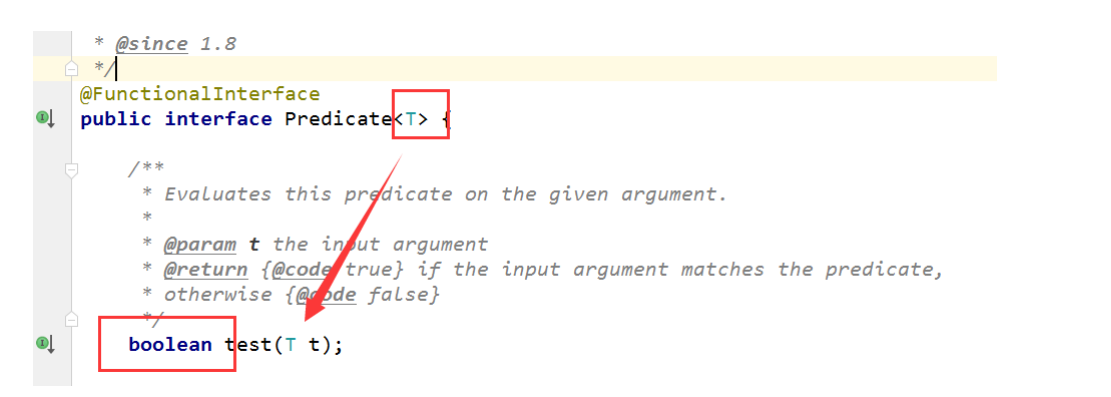 * @since 1.8
*/
@FunctionalInterface
public interface Predicate<T> {
/**
* Evaluates this predicate on the given argument.
*
* @param t the input argument
* @return {@code true} if the input argument matches the predicate,
* otherwise {@code false}
*/
boolean test(T t);